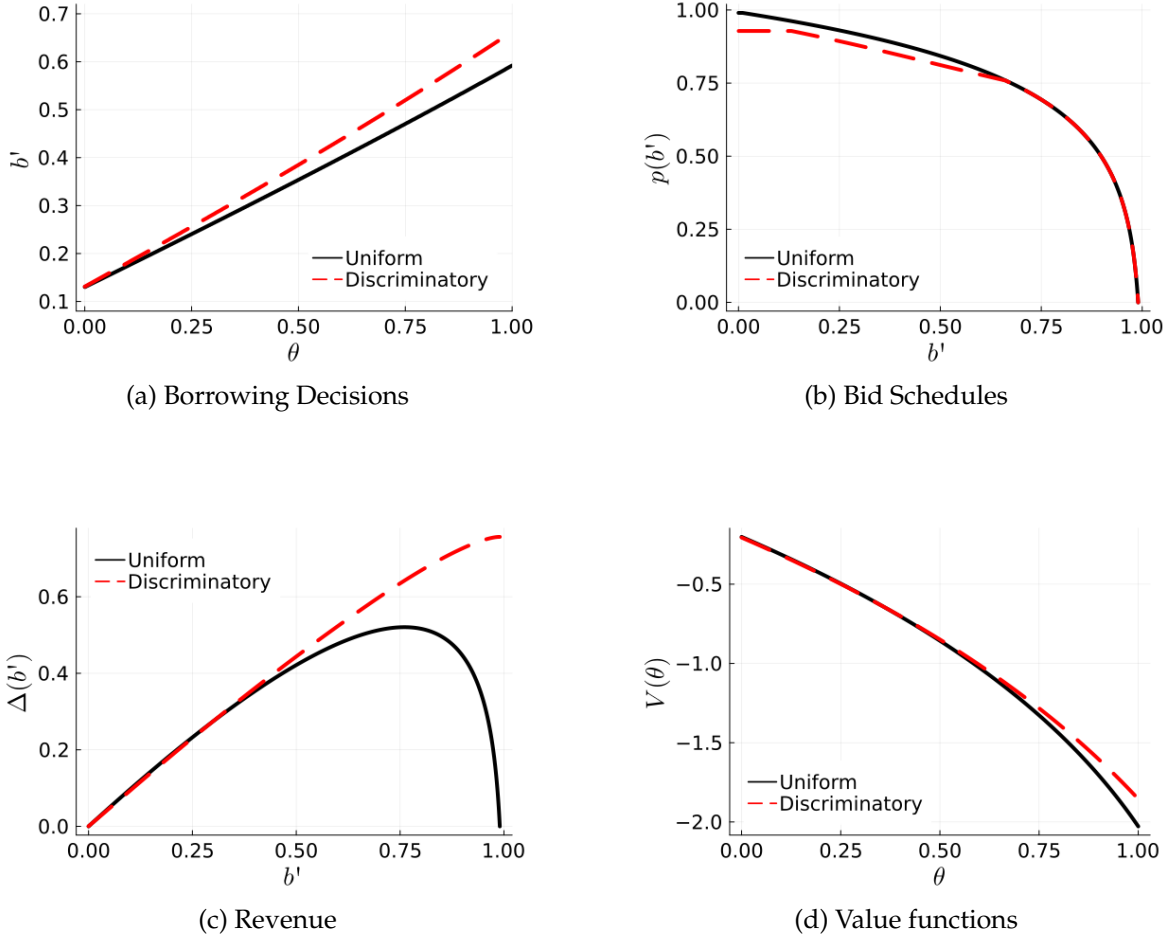 0.7
0.6
0.5
0.4
0.3
0.2
0.1
b'
0.00 0.25 0.50 0.75 1.00
θ
Uniform
Discriminatory
(a) Borrowing Decisions
1.00
0.75
0.50
0.25
0.00
p(b')
0.00 0.25 0.50 0.75 1.00
b'
Uniform
Discriminatory
(b) Bid Schedules
0.6
0.4
0.2
0.0
Δ(b')
0.00 0.25 0.50 0.75 1.00
b'
Uniform
Discriminatory
(c) Revenue
−0.5
−1.0
−1.5
−2.0
V(θ)
0.00 0.25 0.50 0.75 1.00
θ
Uniform
Discriminatory
(d) Value functions